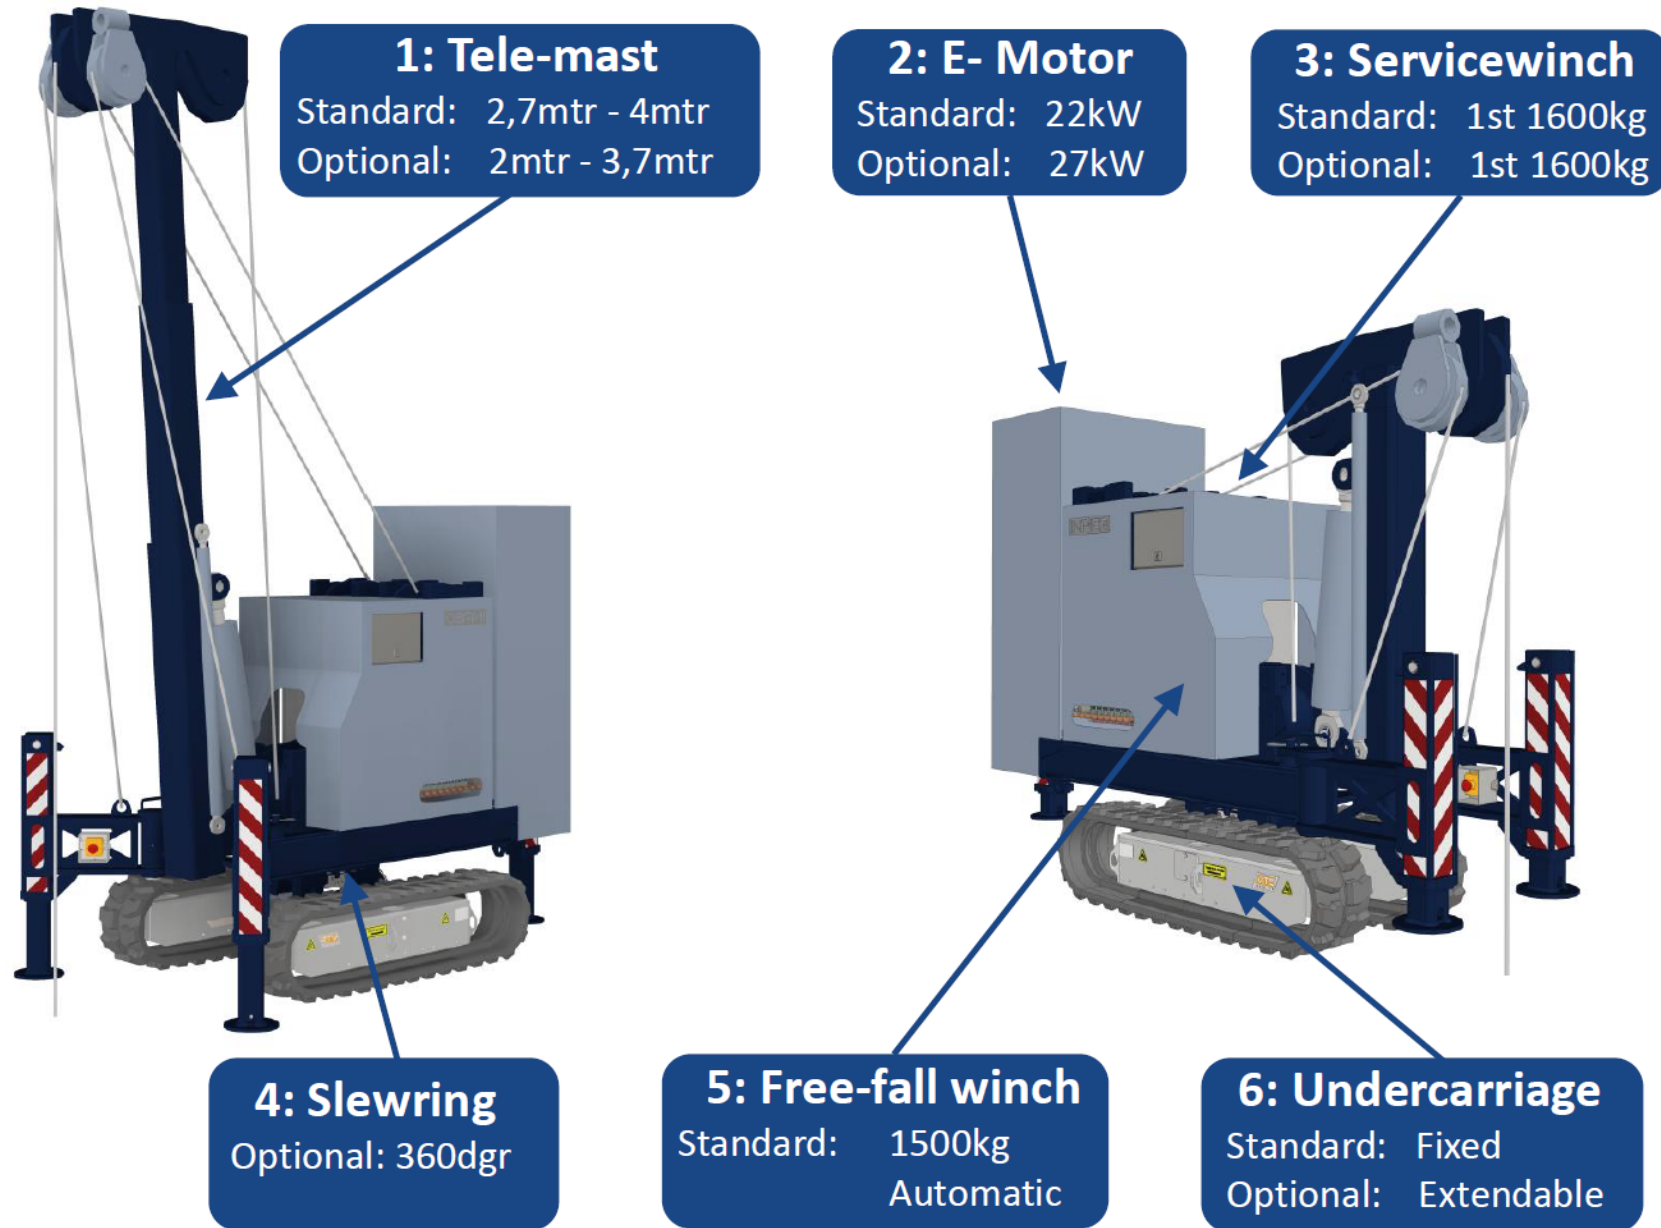 1: Tele-mast
Standard: 2,7mtr - 4mtr
Optional: 2mtr - 3,7mtr
2: E- Motor
Standard: 22kW
Optional: 27kW
3: Servicewinch
Standard: 1st 1600kg
Optional: 1st 1600kg
4: Slewring
Optional: 360dgr
5: Free-fall winch
Standard: 1500kg
Automatic
6: Undercarriage
Standard: Fixed
Optional: Extendable